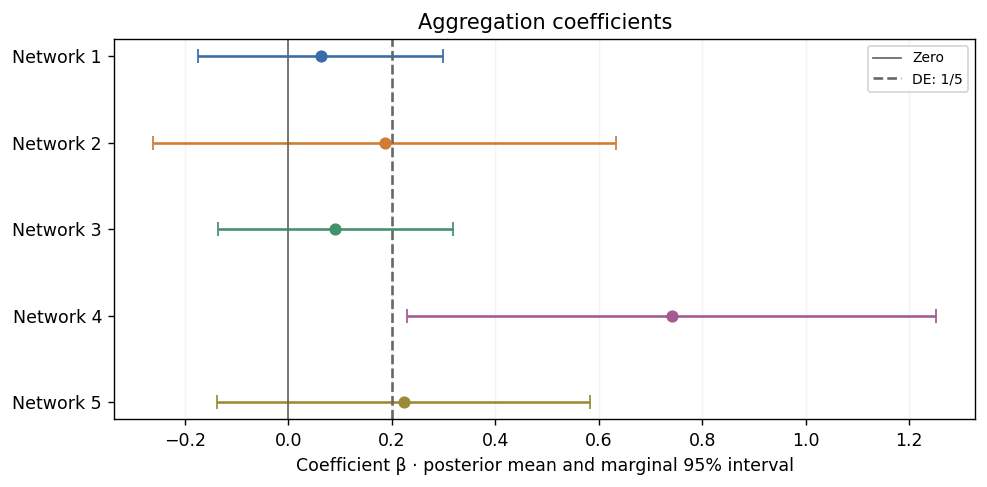 Aggregation coefficients
Network 1
Network 2
Network 3
Network 4
Network 5
Zero
DE: 1/5
−0.2 0.0 0.2 0.4 0.6 0.8 1.0 1.2
Coefficient β · posterior mean and marginal 95% interval